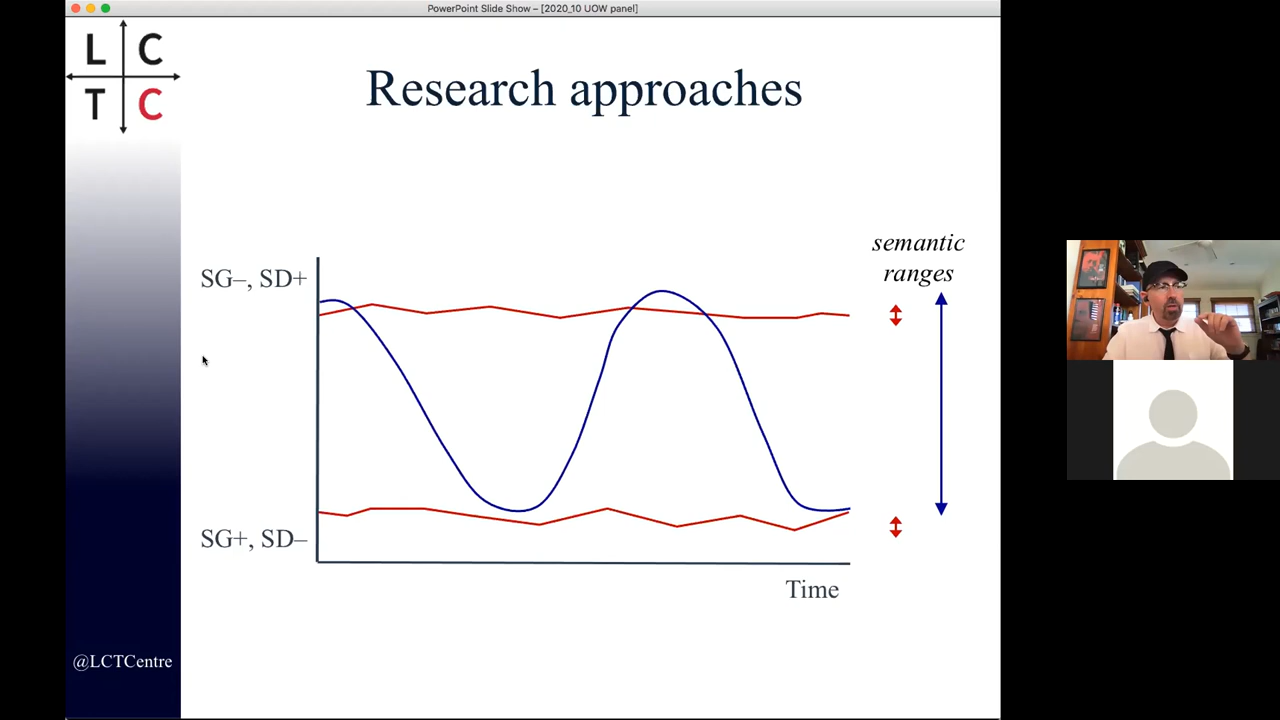 PowerPoint Slide Show – [2020_10 UOW panel]
L C
T C
Research approaches
semantic
ranges
SG–, SD+
SG+, SD–
Time
@LCTCentre